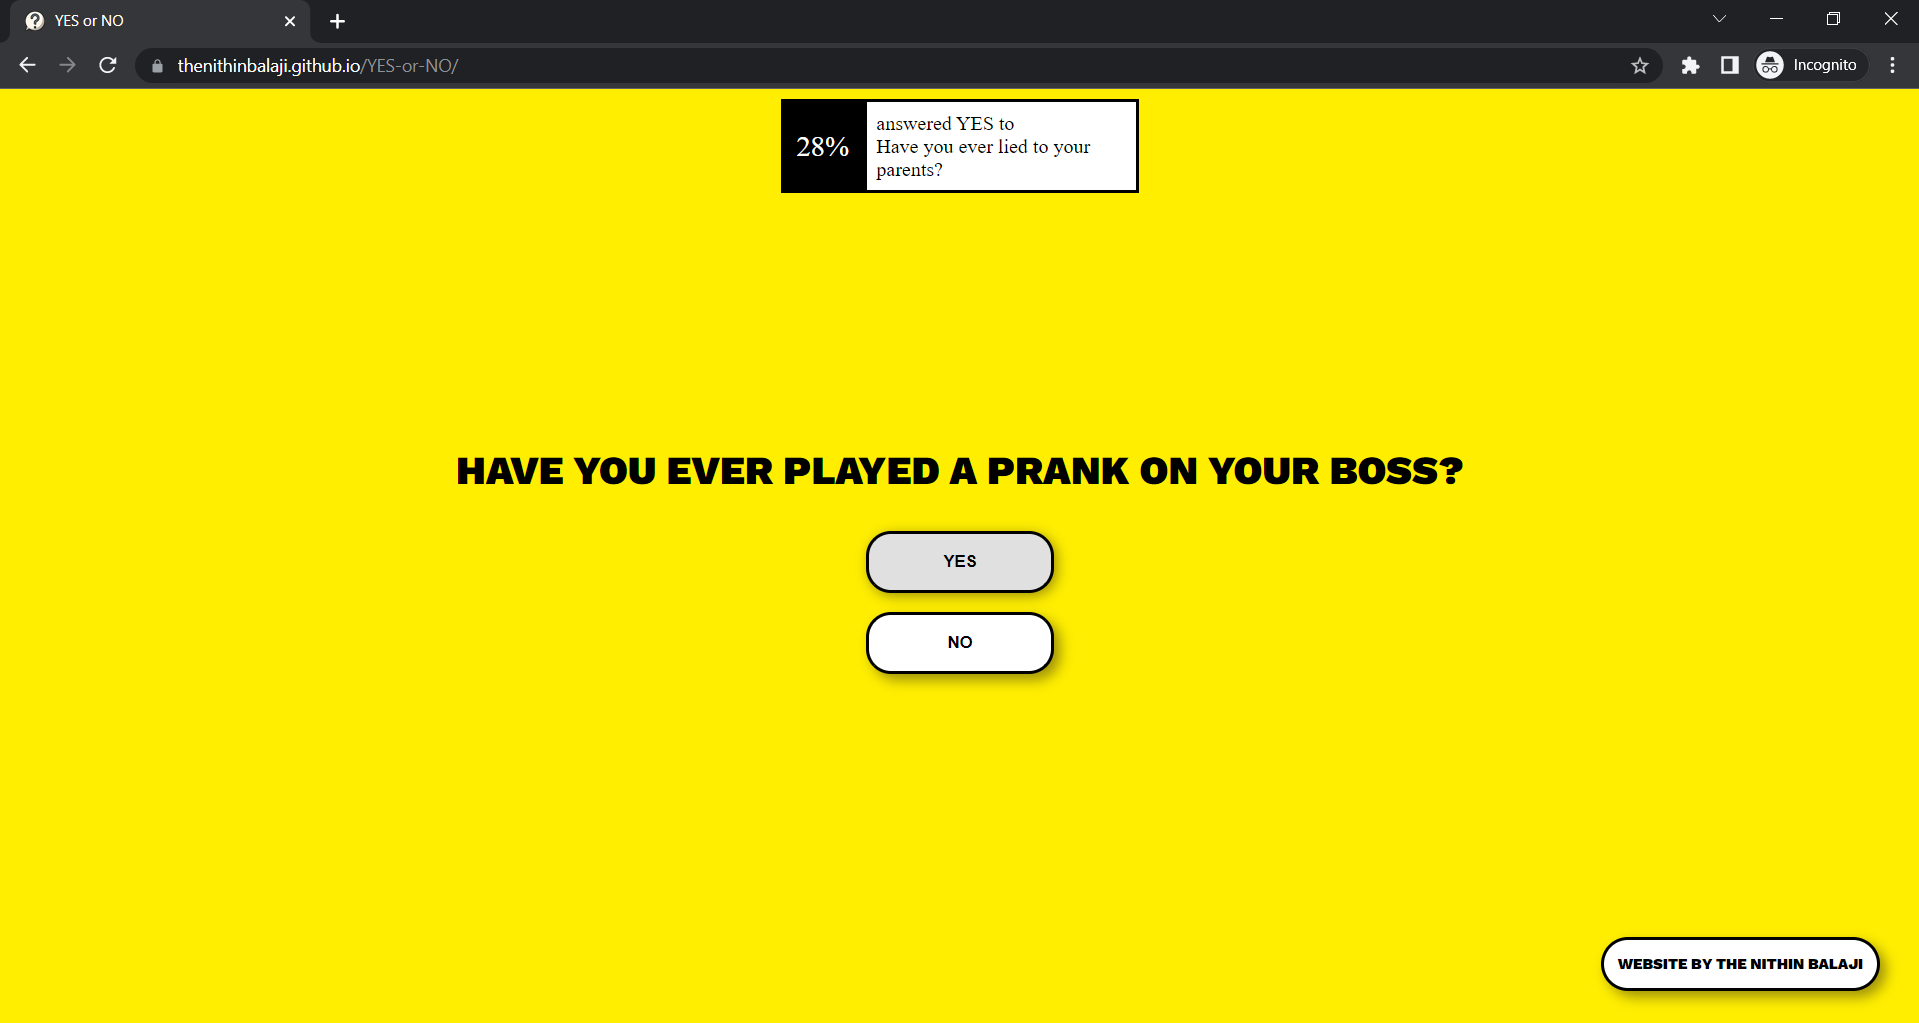 YES or NO
thenithinbalaji.github.io/YES-or-NO/
Incognito
28%
answered YES to
Have you ever lied to your
parents?
HAVE YOU EVER PLAYED A PRANK ON YOUR BOSS?
YES
NO
WEBSITE BY THE NITHIN BALAJI